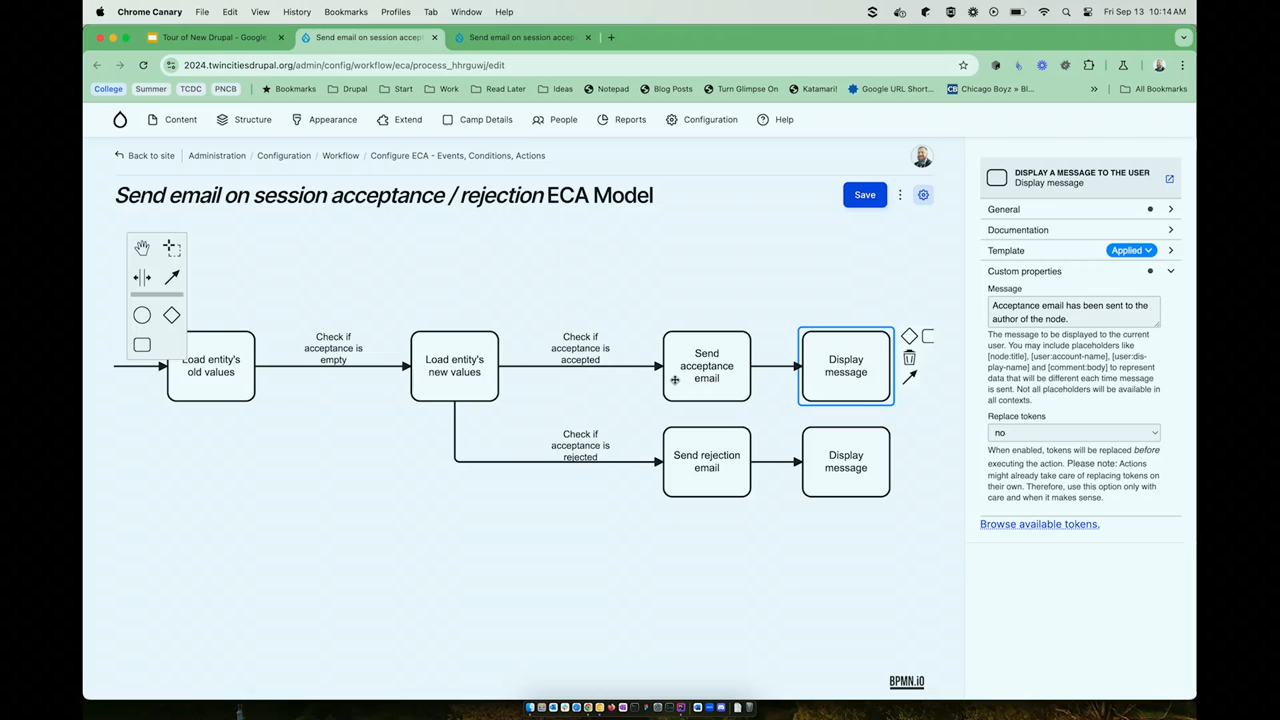 Chrome Canary File Edit View History Bookmarks Profiles Tab Window Help Fri Sep 13 10:14 AM
Tour of New Drupal - Google Send email on session accept Send email on session accept
2024.twincitiesdrupal.org/admin/config/workflow/eca/process_hhrguwj/edit
College Summer TCDC PNCB Bookmarks Drupal Start Work Read Later Ideas Notepad Blog Posts Turn Glimpse On Katamari! Google URL Short... Chicago Boyz » Bl... » All Bookmarks
Content Structure Appearance Extend Camp Details People Reports Configuration Help
Back to site Administration / Configuration / Workflow / Configure ECA - Events, Conditions, Actions
Send email on session acceptance / rejection ECA Model
Save
Load entity's
old values
Check if
acceptance is
empty
Load entity's
new values
Check if
acceptance is
accepted
Send
acceptance
email
Display
message
Check if
acceptance is
rejected
Send rejection
email
Display
message
BPMN.iO
DISPLAY A MESSAGE TO THE USER
Display message
General
Documentation
Template Applied
Custom properties
Message
Acceptance email has been sent to the
author of the node.
The message to be displayed to the current
user. You may include placeholders like
[node:title], [user:account-name], [user:dis-
play-name] and [comment:body] to represent
data that will be different each time message
is sent. Not all placeholders will be available in
all contexts.
Replace tokens
no
When enabled, tokens will be replaced before
executing the action. Please note: Actions
might already take care of replacing tokens on
their own. Therefore, use this option only with
care and when it makes sense.
Browse available tokens.